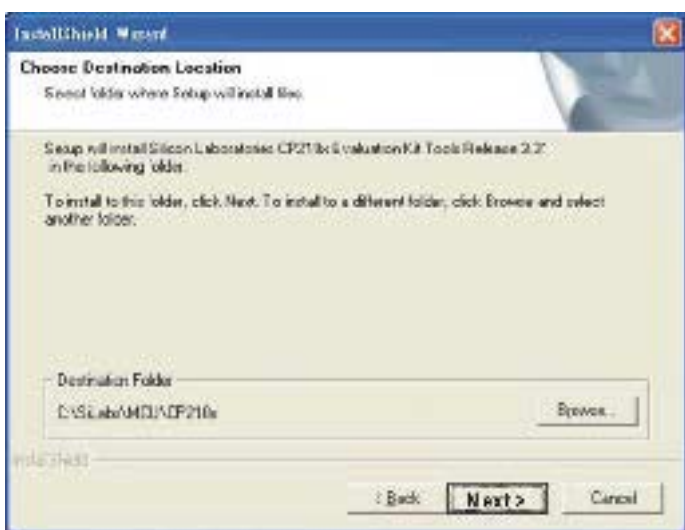 InstallShield Wizard
Choose Destination Location
Select folder where Setup will install files.
Setup will install Silicon Laboratories CP210x Evaluation Kit Tools Release 3.21
in the following folder.
To install to this folder, click Next. To install to a different folder, click Browse and select
another folder.
Destination Folder
C:\SiLabs\MCU\CP210x
Browse...
InstallShield
< Back
Next >
Cancel